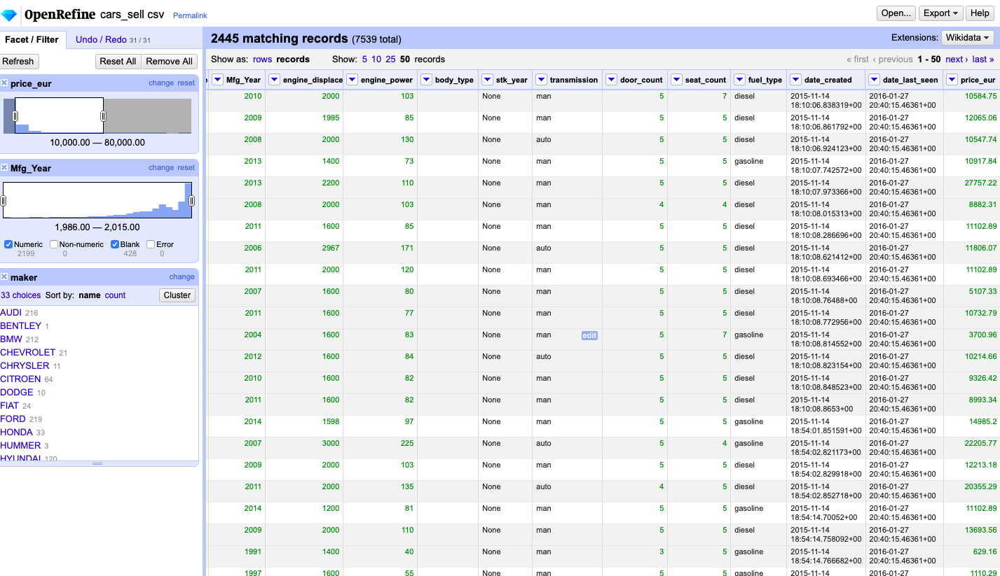 OpenRefine cars_sell csv Permalink Open... Export Help
Facet / Filter Undo / Redo 31 / 31 2445 matching records (7539 total) Extensions: Wikidata
Refresh Reset All Remove All Show as: rows records Show: 5 10 25 50 records « first ‹ previous 1 - 50 next › last »
price_eur change reset
10,000.00 — 80,000.00
Mfg_Year change reset
1,986.00 — 2,015.00
Numeric Non-numeric Blank Error
2199 0 428 0
maker change
33 choices Sort by: name count Cluster
AUDI 216
BENTLEY 1
BMW 212
CHEVROLET 21
CHRYSLER 11
CITROEN 64
DODGE 10
FIAT 24
FORD 219
HONDA 33
HUMMER 3
HYUNDAI 120
Mfg_Year engine_displace engine_power body_type stk_year transmission door_count seat_count fuel_type date_created date_last_seen price_eur
2010 2000 103 None man 5 7 diesel 2015-11-14 2016-01-27 10584.75
18:10:06.838319+00 20:40:15.46361+00
2009 1995 85 None man 5 5 diesel 2015-11-14 2016-01-27 12065.06
18:10:06.861792+00 20:40:15.46361+00
2008 2000 130 None auto 5 5 diesel 2015-11-14 2016-01-27 10547.74
18:10:06.924123+00 20:40:15.46361+00
2013 1400 73 None man 5 5 gasoline 2015-11-14 2016-01-27 10917.84
18:10:07.742572+00 20:40:15.46361+00
2013 2200 110 None man 5 5 diesel 2015-11-14 2016-01-27 27757.22
18:10:07.973366+00 20:40:15.46361+00
2008 2000 103 None man 4 4 diesel 2015-11-14 2016-01-27 8882.31
18:10:08.015313+00 20:40:15.46361+00
2011 1600 85 None man 5 5 diesel 2015-11-14 2016-01-27 11102.89
18:10:08.286696+00 20:40:15.46361+00
2006 2967 171 None auto 5 5 diesel 2015-11-14 2016-01-27 11806.07
18:10:08.621412+00 20:40:15.46361+00
2011 2000 120 None man 5 5 diesel 2015-11-14 2016-01-27 11102.89
18:10:08.693466+00 20:40:15.46361+00
2007 1600 80 None man 5 5 diesel 2015-11-14 2016-01-27 5107.33
18:10:08.76488+00 20:40:15.46361+00
2011 1600 77 None man 5 5 diesel 2015-11-14 2016-01-27 10732.79
18:10:08.772956+00 20:40:15.46361+00
2004 1600 83 None man edit 5 7 gasoline 2015-11-14 2016-01-27 3700.96
18:10:08.814552+00 20:40:15.46361+00
2012 1600 84 None auto 5 5 diesel 2015-11-14 2016-01-27 10214.66
18:10:08.823154+00 20:40:15.46361+00
2010 1600 82 None man 5 5 diesel 2015-11-14 2016-01-27 9326.42
18:10:08.848523+00 20:40:15.46361+00
2011 1600 82 None man 5 5 diesel 2015-11-14 2016-01-27 8993.34
18:10:08.8653+00 20:40:15.46361+00
2014 1598 97 None man 5 5 gasoline 2015-11-14 2016-01-27 14985.2
18:54:01.851591+00 20:40:15.46361+00
2007 3000 225 None auto 5 4 gasoline 2015-11-14 2016-01-27 22205.77
18:54:02.821173+00 20:40:15.46361+00
2009 2000 103 None man 5 5 diesel 2015-11-14 2016-01-27 12213.18
18:54:02.829918+00 20:40:15.46361+00
2011 2000 135 None auto 4 5 diesel 2015-11-14 2016-01-27 20355.29
18:54:02.852718+00 20:40:15.46361+00
2014 1200 81 None man 5 5 gasoline 2015-11-14 2016-01-27 11102.89
18:54:14.70052+00 20:40:15.46361+00
2009 2000 110 None man 5 5 diesel 2015-11-14 2016-01-27 13693.56
18:54:14.758092+00 20:40:15.46361+00
1991 1400 40 None man 3 5 gasoline 2015-11-14 2016-01-27 629.16
18:54:14.766682+00 20:40:15.46361+00
1997 1600 55 None man 5 5 gasoline 2015-11-14 2016-01-27 1110.29